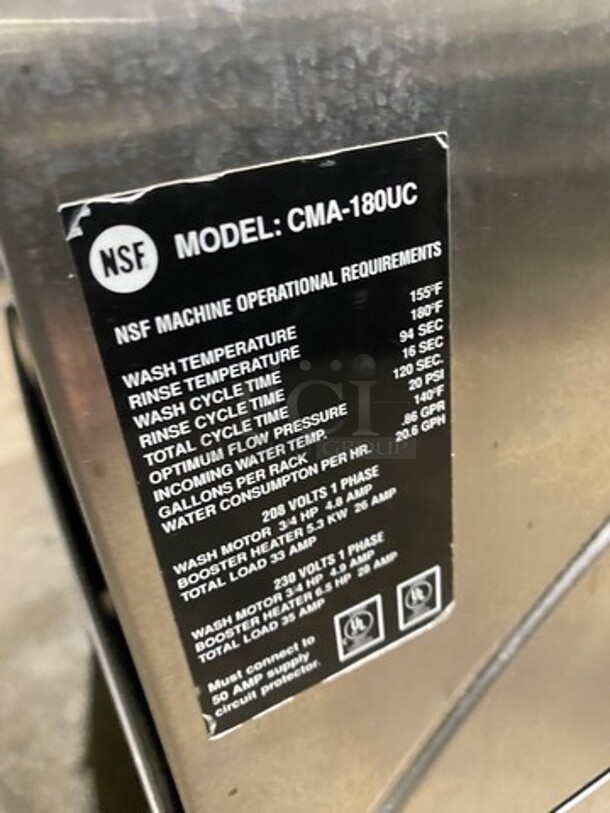 NSF
MODEL: CMA-180UC
NSF MACHINE OPERATIONAL REQUIREMENTS
WASH TEMPERATURE 155°F
RINSE TEMPERATURE 180°F
WASH CYCLE TIME 94 SEC
RINSE CYCLE TIME 16 SEC
TOTAL CYCLE TIME 120 SEC.
OPTIMUM FLOW PRESSURE 20 PSI
INCOMING WATER TEMP. 140°F
GALLONS PER RACK .86 GPR
WATER CONSUMPTON PER HR. 20.6 GPH
208 VOLTS 1 PHASE
WASH MOTOR 3/4 HP 4.8 AMP
BOOSTER HEATER 5.3 KW 26 AMP
TOTAL LOAD 33 AMP
230 VOLTS 1 PHASE
WASH MOTOR 3/4 HP 4.9 AMP
BOOSTER HEATER 6.5 HP 28 AMP
TOTAL LOAD 35 AMP
Must connect to
50 AMP supply
circuit protector.
UL UL
GROUP